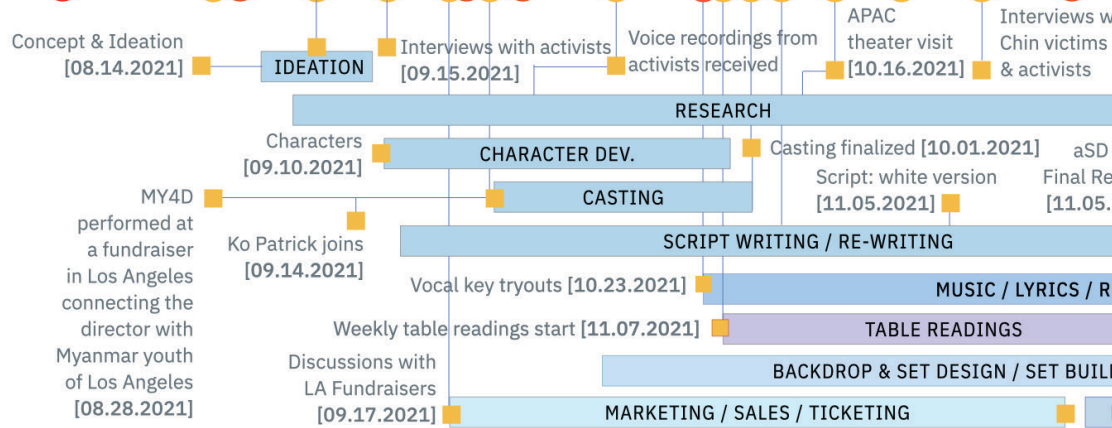 Concept & Ideation
[08.14.2021]
IDEATION
Interviews with activists
[09.15.2021]
Voice recordings from
activists received
APAC
theater visit
[10.16.2021]
Interviews w
Chin victims
& activists
RESEARCH
Characters
[09.10.2021]
CHARACTER DEV.
Casting finalized [10.01.2021]
aSD
Final Re
[11.05.
MY4D
performed at
a fundraiser
in Los Angeles
connecting the
director with
Myanmar youth
of Los Angeles
[08.28.2021]
Ko Patrick joins
[09.14.2021]
CASTING
Script: white version
[11.05.2021]
SCRIPT WRITING / RE-WRITING
Vocal key tryouts [10.23.2021]
MUSIC / LYRICS / R
Weekly table readings start [11.07.2021]
TABLE READINGS
BACKDROP & SET DESIGN / SET BUIL
Discussions with
LA Fundraisers
[09.17.2021]
MARKETING / SALES / TICKETING